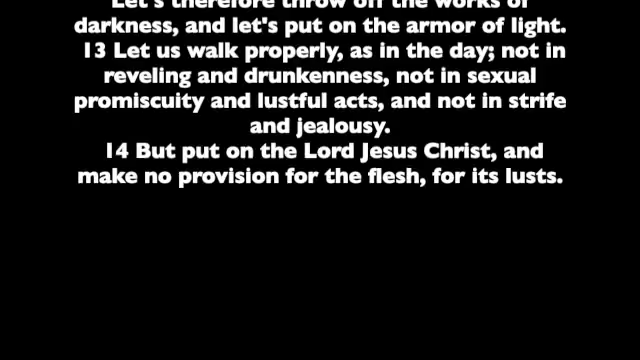 Let's therefore throw off the works of
darkness, and let's put on the armor of light.
13 Let us walk properly, as in the day; not in
reveling and drunkenness, not in sexual
promiscuity and lustful acts, and not in strife
and jealousy.
14 But put on the Lord Jesus Christ, and
make no provision for the flesh, for its lusts.